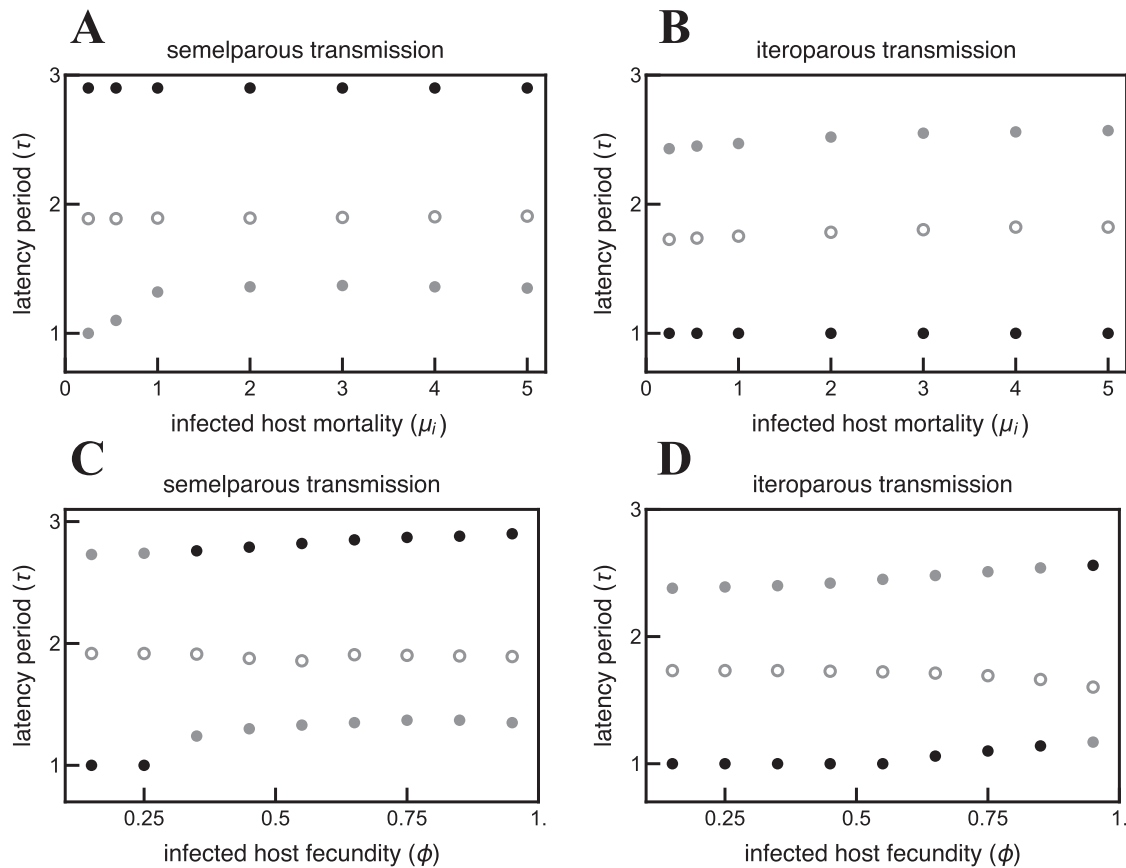 A
semelparous transmission
3
2
1
latency period (τ)
0
1
2
3
4
5
infected host mortality (μi)
B
iteroparous transmission
3
2
1
latency period (τ)
0
1
2
3
4
5
infected host mortality (μi)
C
semelparous transmission
3
2
1
latency period (τ)
0.25
0.5
0.75
1.
infected host fecundity (ϕ)
D
iteroparous transmission
3
2
1
latency period (τ)
0.25
0.5
0.75
1.
infected host fecundity (ϕ)